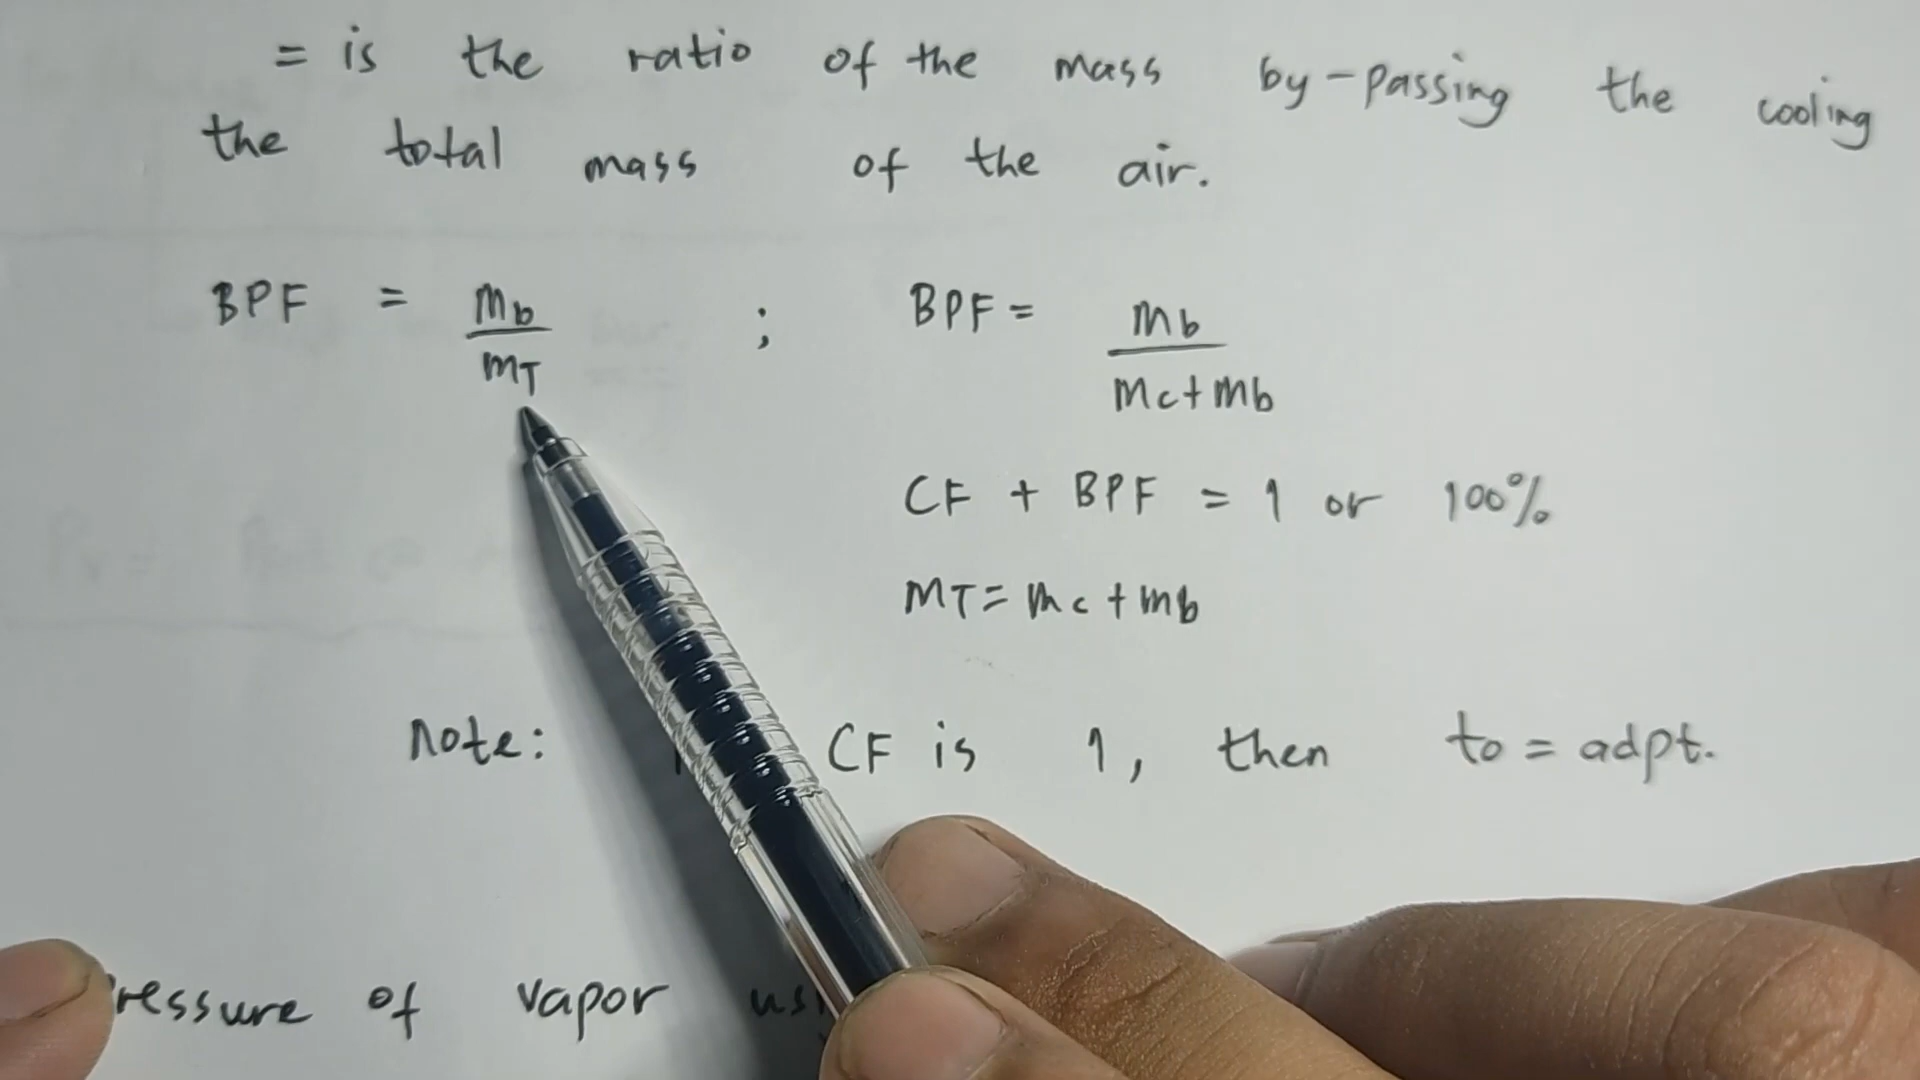 = is the ratio of the mass by-passing the cooling
the total mass of the air.
BPF = mb/mT ; BPF = mb/mc+mb
CF + BPF = 1 or 100%
mT = mc + mb
Note: CF is 1, then to = adpt.
ressure of vapor